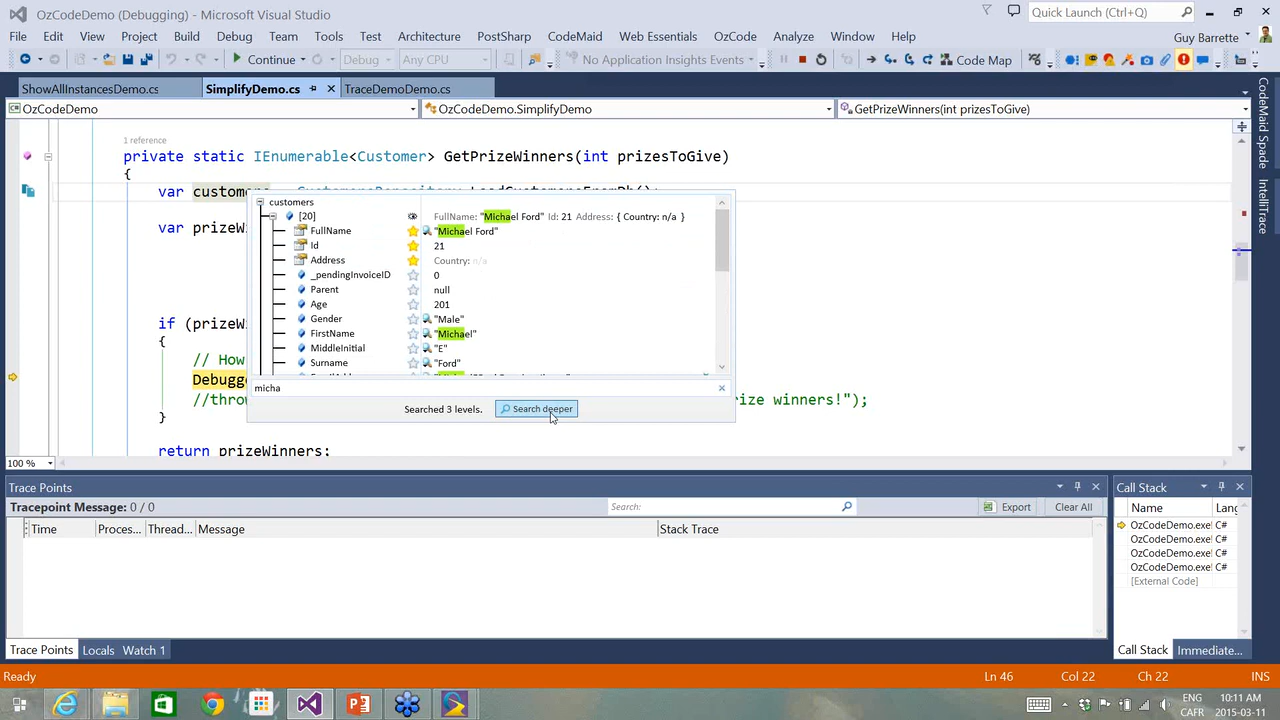 OzCodeDemo (Debugging) - Microsoft Visual Studio
Quick Launch (Ctrl+Q)
File Edit View Project Build Debug Team Tools Test Architecture PostSharp CodeMaid Web Essentials OzCode Analyze Window Help
Guy Barrette
Continue Debug Any CPU No Application Insights Events Code Map
ShowAllInstancesDemo.cs SimplifyDemo.cs TraceDemoDemo.cs
OzCodeDemo OzCodeDemo.SimplifyDemo GetPrizeWinners(int prizesToGive)
1 reference
private static IEnumerable<Customer> GetPrizeWinners(int prizesToGive)
{
var customers
customers
[20] FullName: "Michael Ford" Id: 21 Address: { Country: n/a }
var prizeW
FullName "Michael Ford"
Id 21
Address Country: n/a
_pendingInvoiceID 0
Parent null
Age 201
Gender "Male"
if (prizeW
FirstName "Michael"
{
MiddleInitial "E"
// How
Surname "Ford"
Debugge
micha
//throw rize winners!");
Searched 3 levels. Search deeper
}
return prizeWinners;
100 %
CodeMaid Spade
IntelliTrace
Trace Points
Tracepoint Message: 0 / 0 Search: Export Clear All
Time Proces... Thread... Message Stack Trace
Call Stack
Name Lang
OzCodeDemo.exe! C#
OzCodeDemo.exe! C#
OzCodeDemo.exe! C#
OzCodeDemo.exe! C#
[External Code]
Trace Points Locals Watch 1
Call Stack Immediate...
Ready Ln 46 Col 22 Ch 22 INS
ENG 10:11 AM
CAFR 2015-03-11